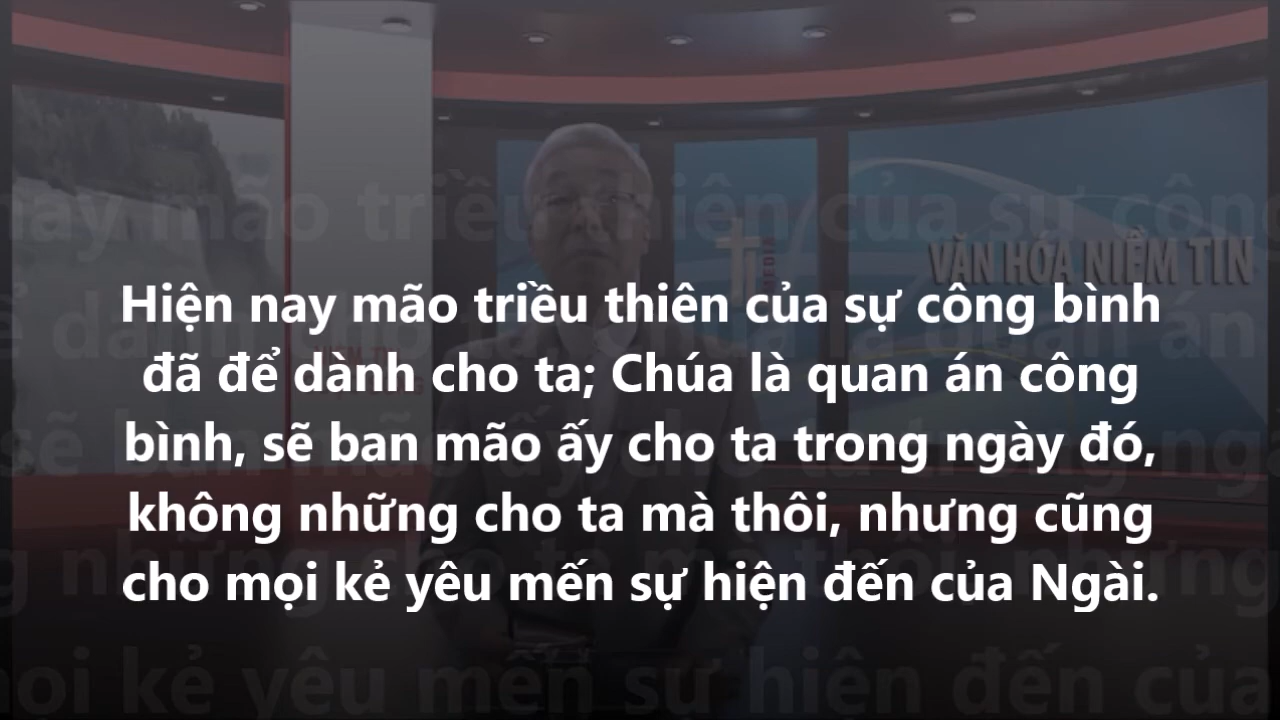 VĂN HÓA NIỀM TIN
MEDIA
Hiện nay mão triều thiên của sự công bình
đã để dành cho ta; Chúa là quan án công
bình, sẽ ban mão ấy cho ta trong ngày đó,
không những cho ta mà thôi, nhưng cũng
cho mọi kẻ yêu mến sự hiện đến của Ngài.